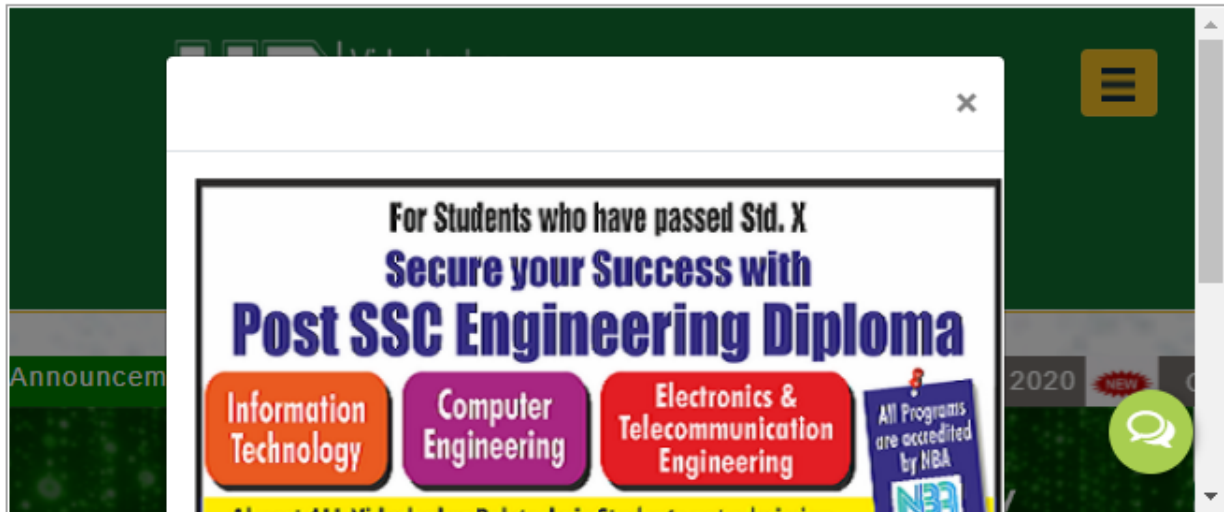 ×
For Students who have passed Std. X
Secure your Success with
Post SSC Engineering Diploma
Announcem
2020 NEW
Information
Technology
Computer
Engineering
Electronics &
Telecommunication
Engineering
All Programs
are accredited
by NBA
NBA